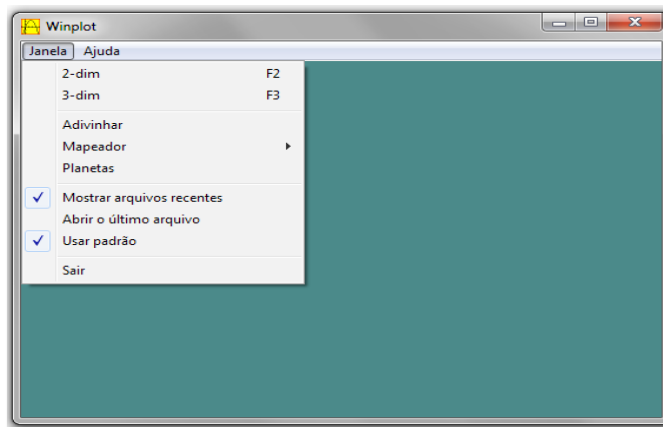 Winplot
Janela Ajuda
2-dim F2
3-dim F3
Adivinhar
Mapeador
Planetas
Mostrar arquivos recentes
Abrir o último arquivo
Usar padrão
Sair